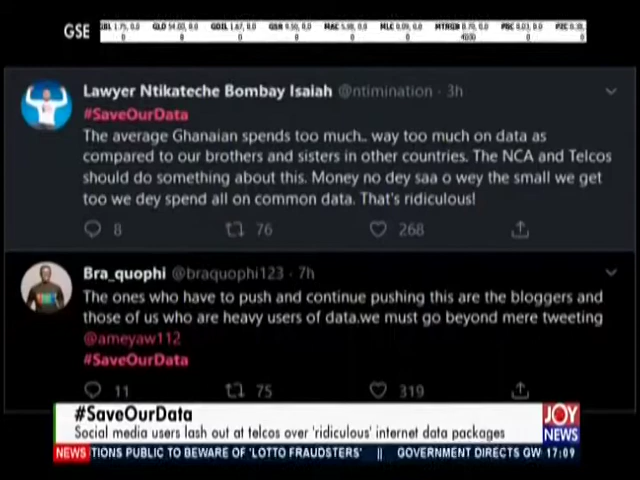 GSE
GLD 54.00, 0.0
0
Lawyer Ntikateche Bombay Isaiah @ntimination · 3h
#SaveOurData
The average Ghanaian spends too much.. way too much on data as
compared to our brothers and sisters in other countries. The NCA and Telcos
should do something about this. Money no dey saa o wey the small we get
too we dey spend all on common data. That's ridiculous!
8 76 268
Bra_quophi @braquophi123 · 7h
The ones who have to push and continue pushing this are the bloggers and
those of us who are heavy users of data.we must go beyond mere tweeting
@ameyaw112
#SaveOurData
11 75 319
#SaveOurData
Social media users lash out at telcos over 'ridiculous' internet data packages
JOY
NEWS
NEWS TIONS PUBLIC TO BEWARE OF 'LOTTO FRAUDSTERS' || GOVERNMENT DIRECTS GW 17:09